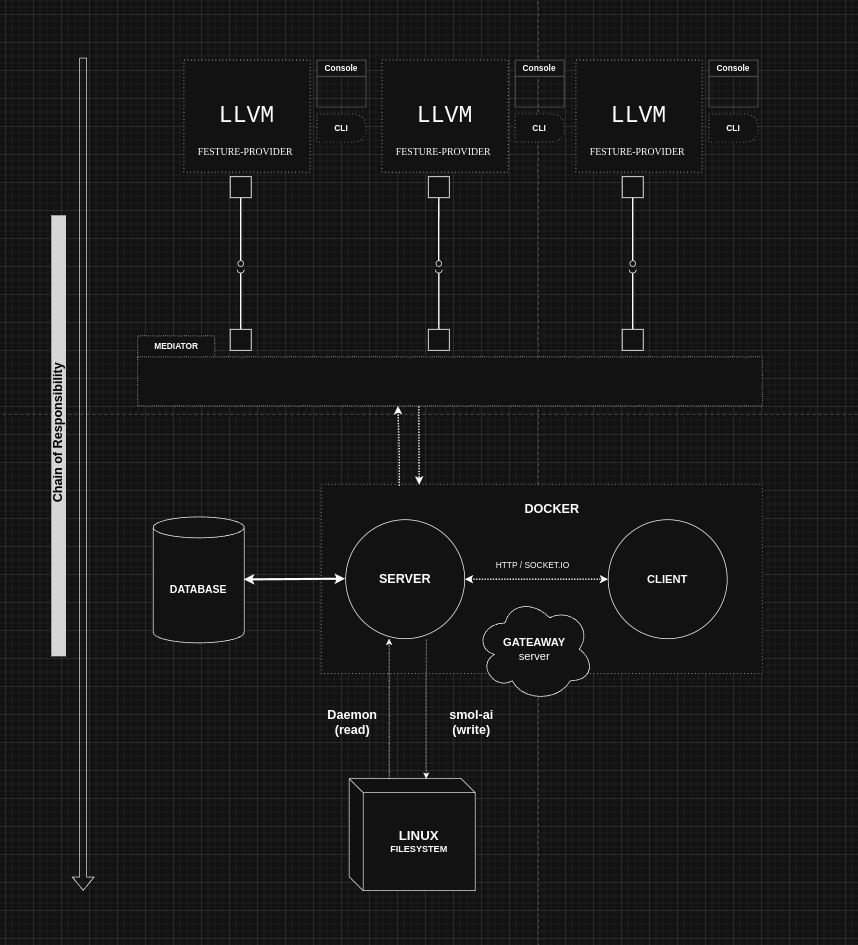 Console
Console
Console
LLVM
LLVM
LLVM
CLI
CLI
CLI
FESTURE-PROVIDER
FESTURE-PROVIDER
FESTURE-PROVIDER
MEDIATOR
Chain of Responsibility
DOCKER
HTTP / SOCKET.IO
DATABASE
SERVER
CLIENT
GATEAWAY
server
Daemon
(read)
smol-ai
(write)
LINUX
FILESYSTEM